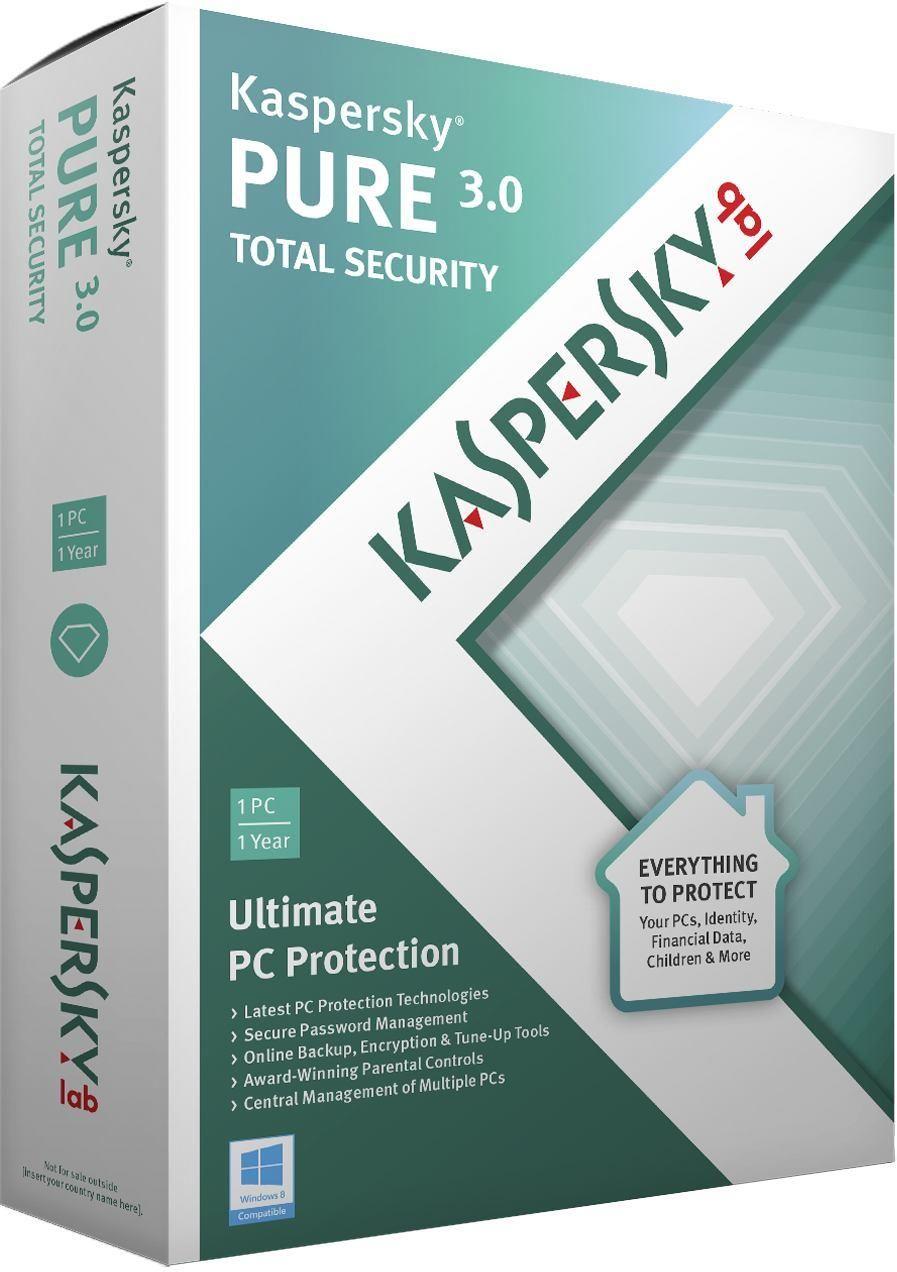 Kaspersky®
PURE 3.0
TOTAL SECURITY
1 PC
1 Year
KASPERSKY lab
Not for sale outside
[Insert your country name here].
Kaspersky®
PURE 3.0
TOTAL SECURITY
KASPERSKY lab
1 PC
1 Year
Ultimate
PC Protection
› Latest PC Protection Technologies
› Secure Password Management
› Online Backup, Encryption & Tune-Up Tools
› Award-Winning Parental Controls
› Central Management of Multiple PCs
Windows 8
Compatible
EVERYTHING
TO PROTECT
Your PCs, Identity,
Financial Data,
Children & More